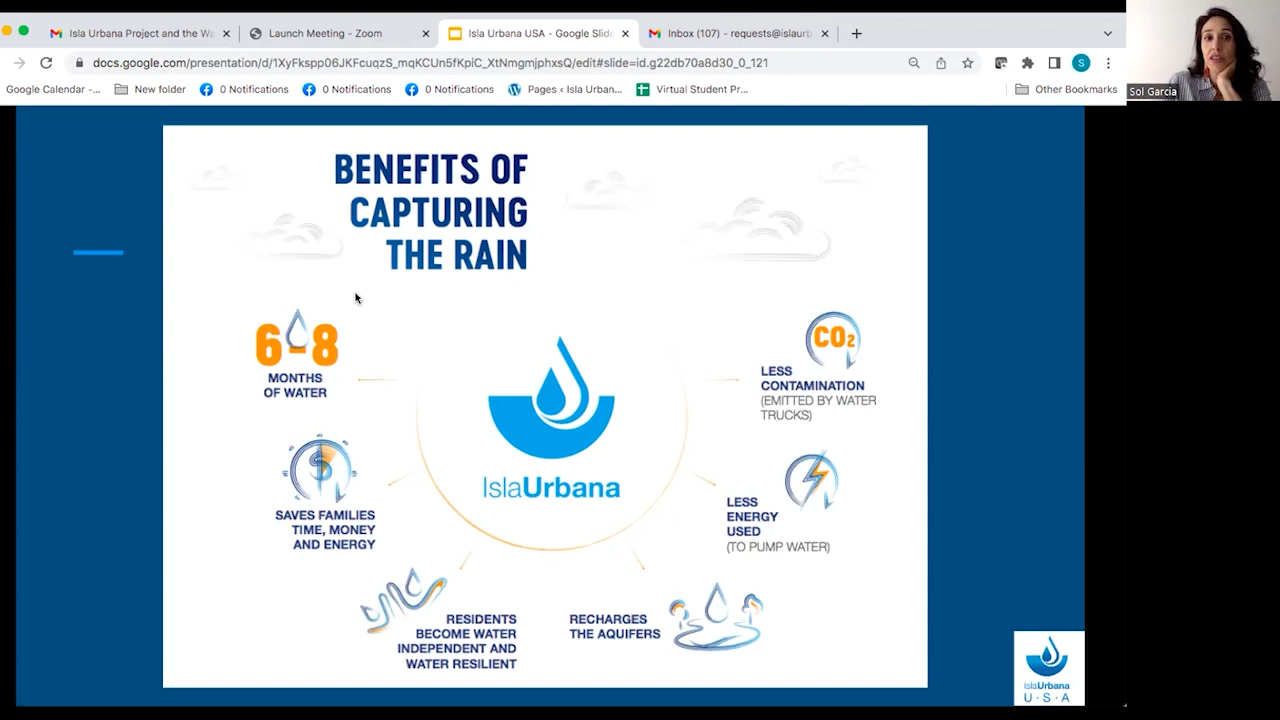 Isla Urbana Project and the Wa
Launch Meeting - Zoom
Isla Urbana USA - Google Slide
Inbox (107) - requests@islaurb
docs.google.com/presentation/d/1XyFkspp06JKFcuqzS_mqKCUn5fKpiC_XtNrgmjphxsQ/edit#slide=id.g22db70a8d30_0_121
S
Google Calendar -...
New folder
0 Notifications
0 Notifications
0 Notifications
Pages ‹ Isla Urban...
Virtual Student Pr...
Other Bookmarks
Sol Garcia
BENEFITS OF
CAPTURING
THE RAIN
6-8
MONTHS
OF WATER
$
SAVES FAMILIES
TIME, MONEY
AND ENERGY
RESIDENTS
BECOME WATER
INDEPENDENT AND
WATER RESILIENT
IslaUrbana
CO2
LESS
CONTAMINATION
(EMITTED BY WATER
TRUCKS)
LESS
ENERGY
USED
(TO PUMP WATER)
RECHARGES
THE AQUIFERS
islaUrbana
U·S·A